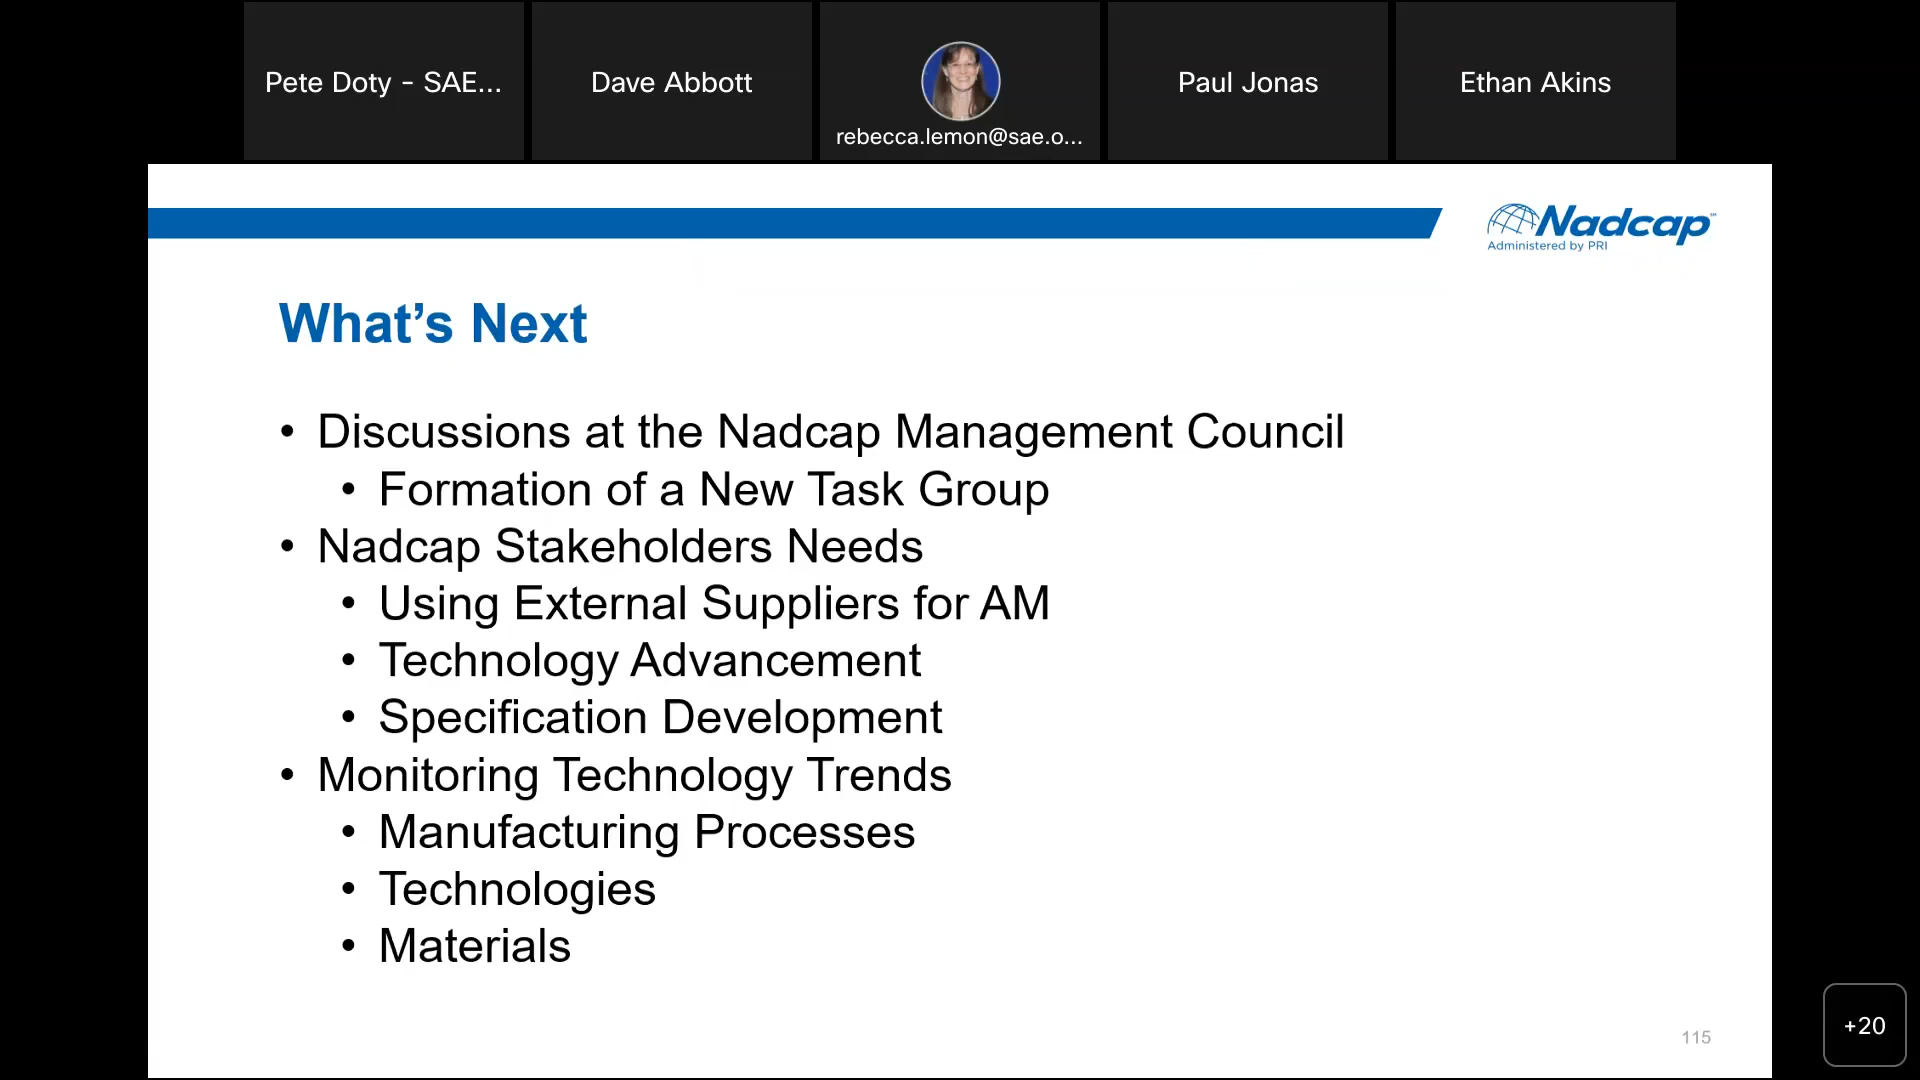 Pete Doty - SAE...
Dave Abbott
rebecca.lemon@sae.o...
Paul Jonas
Ethan Akins
Nadcap
Administered by PRI
What's Next
• Discussions at the Nadcap Management Council
• Formation of a New Task Group
• Nadcap Stakeholders Needs
• Using External Suppliers for AM
• Technology Advancement
• Specification Development
• Monitoring Technology Trends
• Manufacturing Processes
• Technologies
• Materials
115
+20